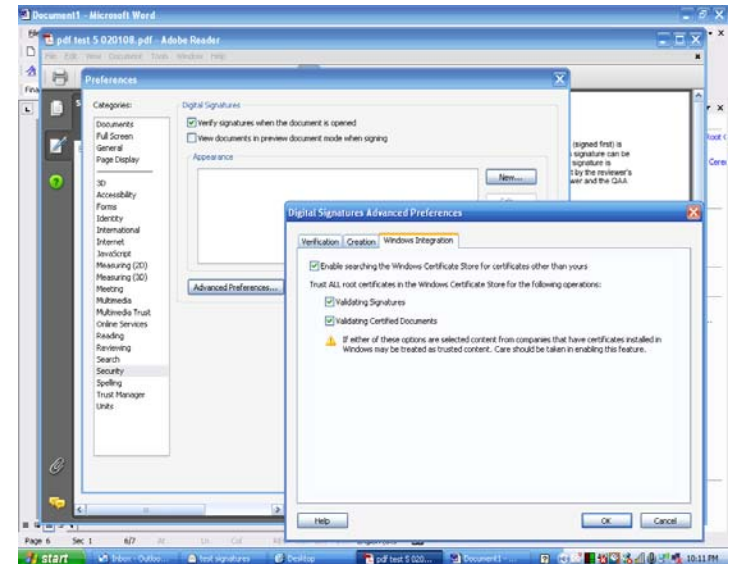 Document1 - Microsoft Word
pdf test 5 020108.pdf - Adobe Reader
File Edit View Document Tools Window Help
Preferences
Categories:
Documents
Full Screen
General
Page Display
3D
Accessibility
Forms
Identity
International
Internet
JavaScript
Measuring (2D)
Measuring (3D)
Meeting
Multimedia
Multimedia Trust
Online Services
Reading
Reviewing
Search
Security
Spelling
Trust Manager
Units
Digital Signatures
Verify signatures when the document is opened
View documents in preview document mode when signing
Appearance
New...
Advanced Preferences...
(signed first) is
signature can be
signature is
t by the reviewer's
wer and the QAA
Digital Signatures Advanced Preferences
Verification Creation Windows Integration
Enable searching the Windows Certificate Store for certificates other than yours
Trust ALL root certificates in the Windows Certificate Store for the following operations:
Validating Signatures
Validating Certified Documents
If either of these options are selected content from companies that have certificates installed in
Windows may be treated as trusted content. Care should be taken in enabling this feature.
Help OK Cancel
Page 6 Sec 1 6/7
start Inbox - Outloo... test signatures Desktop pdf test 5 020... Document1 - ... 10:11 PM